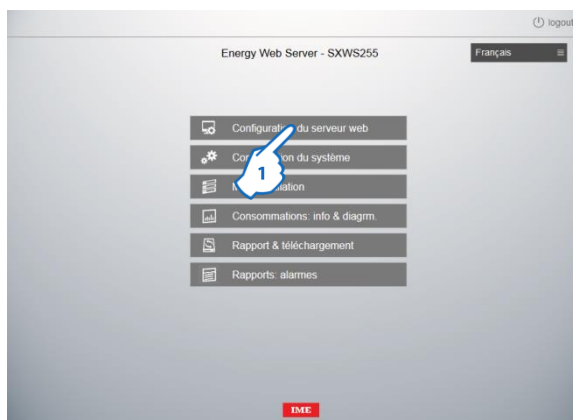 logout
Energy Web Server - SXWS255
Français
Configuration du serveur web
du système
Consommations: info & diagrm.
Rapport & téléchargement
Rapports: alarmes
1
IME